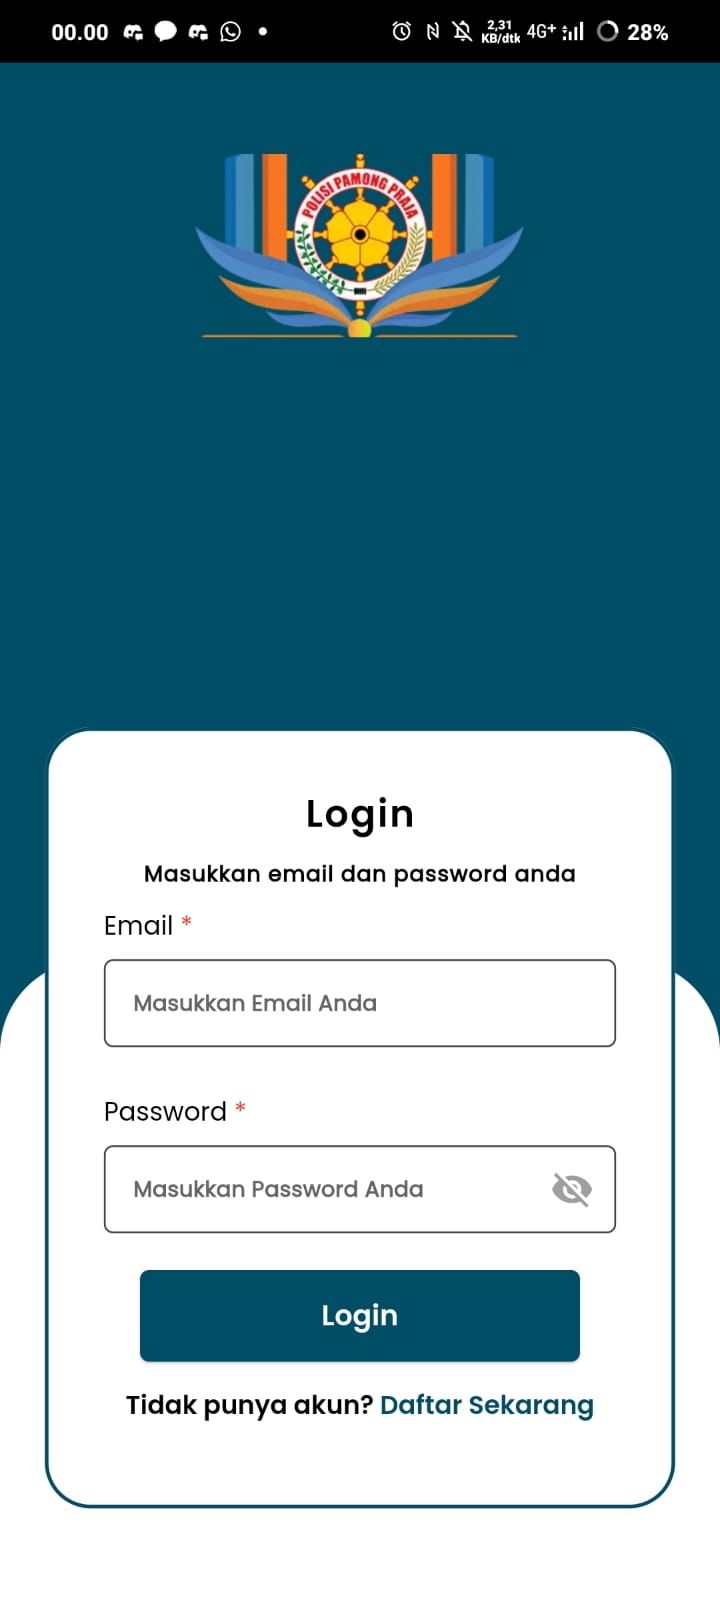 00.00 2,31 KB/dtk 4G+ 28%
POLISI PAMONG PRAJA
Login
Masukkan email dan password anda
Email *
Masukkan Email Anda
Password *
Masukkan Password Anda
Login
Tidak punya akun? Daftar Sekarang